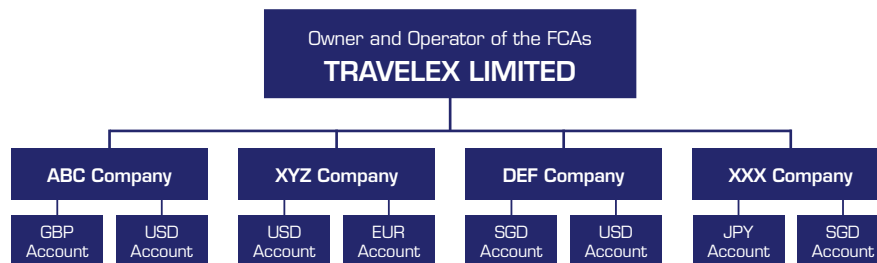 Owner and Operator of the FCAs
TRAVELEX LIMITED
ABC Company
XYZ Company
DEF Company
XXX Company
GBP
Account
USD
Account
USD
Account
EUR
Account
SGD
Account
USD
Account
JPY
Account
SGD
Account